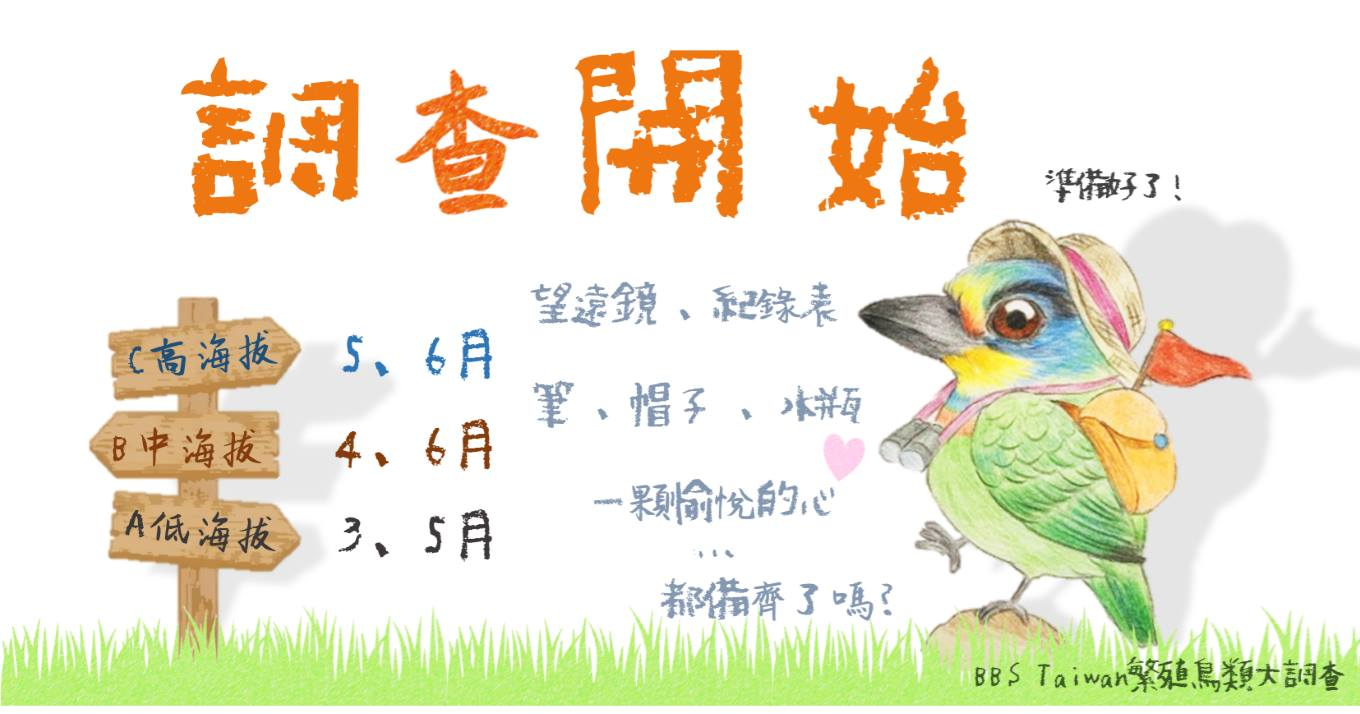 調查開始
準備好了！
C高海拔 5、6月
B中海拔 4、6月
A低海拔 3、5月
望遠鏡、紀錄表
筆、帽子、水瓶
一顆愉悅的心
...
都備齊了嗎？
BBS Taiwan繁殖鳥類大調查